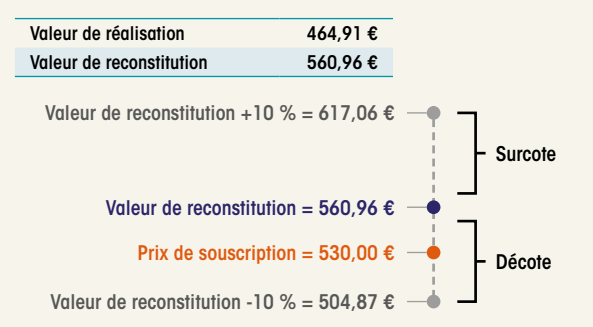 Valeur de réalisation 464,91 €
Valeur de reconstitution 560,96 €
Valeur de reconstitution +10 % = 617,06 €
Surcote
Valeur de reconstitution = 560,96 €
Prix de souscription = 530,00 €
Décote
Valeur de reconstitution -10 % = 504,87 €